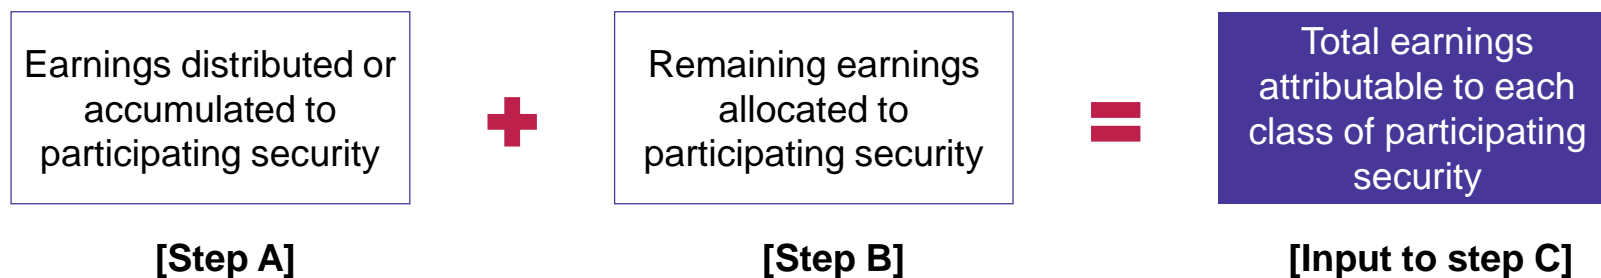 Earnings distributed or
accumulated to
participating security
+
Remaining earnings
allocated to
participating security
=
Total earnings
attributable to each
class of participating
security
[Step A]
[Step B]
[Input to step C]